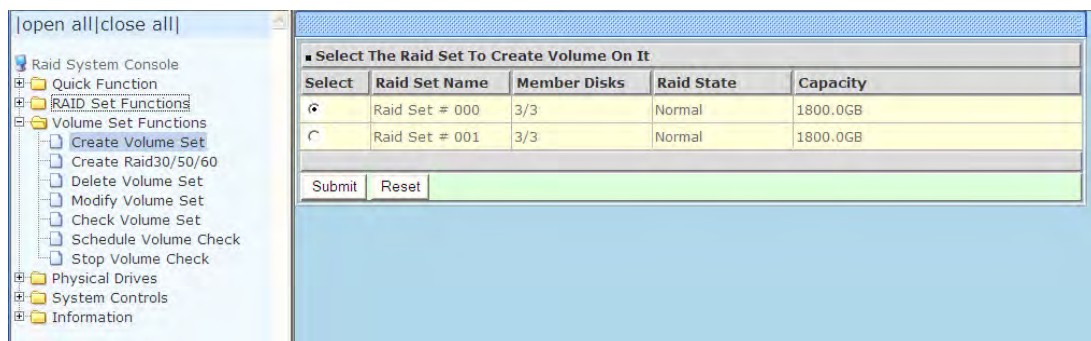 |open all|close all|
Raid System Console
Quick Function
RAID Set Functions
Volume Set Functions
Create Volume Set
Create Raid30/50/60
Delete Volume Set
Modify Volume Set
Check Volume Set
Schedule Volume Check
Stop Volume Check
Physical Drives
System Controls
Information
Select The Raid Set To Create Volume On It
Select Raid Set Name Member Disks Raid State Capacity
Raid Set # 000 3/3 Normal 1800.0GB
Raid Set # 001 3/3 Normal 1800.0GB
Submit Reset